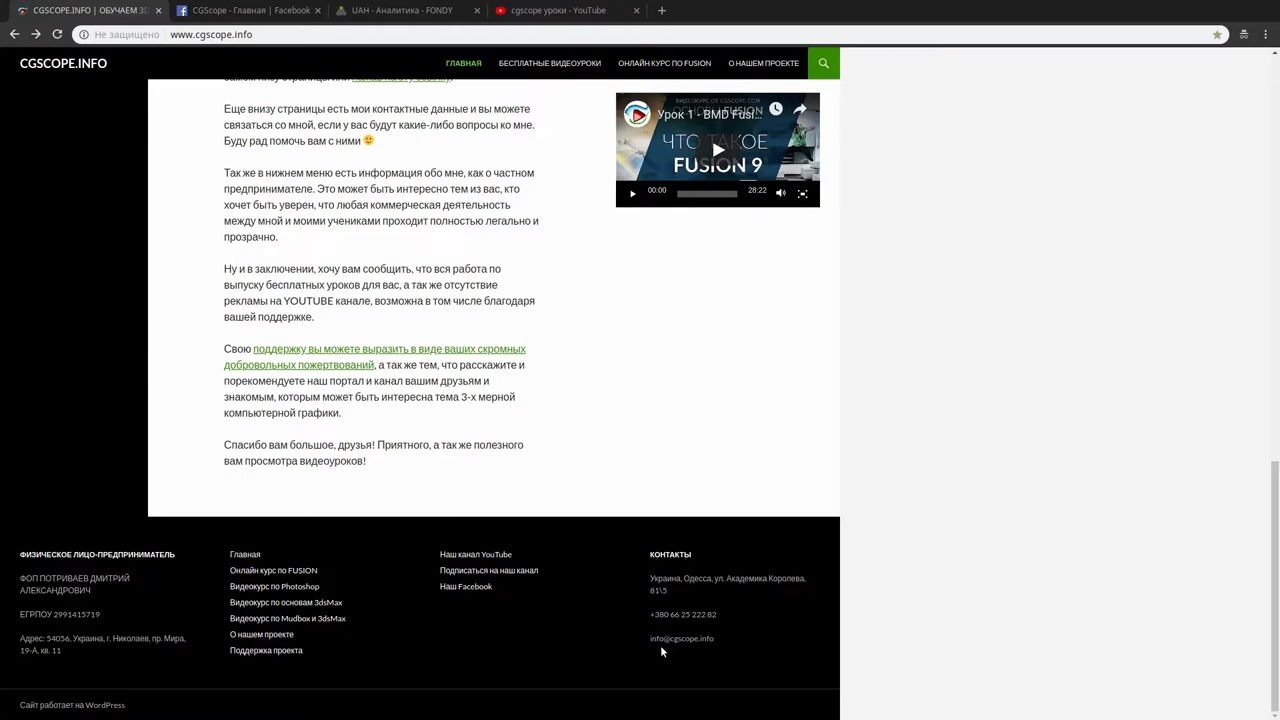 CGSCOPE.INFO | ОБУЧАЕМ 3D
CGScope - Главная | Facebook
UAH - Аналитика - FONDY
cgscope уроки - YouTube
Не защищено
www.cgscope.info
CGSCOPE.INFO
ГЛАВНАЯ
БЕСПЛАТНЫЕ ВИДЕОУРОКИ
ОНЛАЙН КУРС ПО FUSION
О НАШЕМ ПРОЕКТЕ
Еще внизу страницы есть мои контактные данные и вы можете
связаться со мной, если у вас будут какие-либо вопросы ко мне.
Буду рад помочь вам с ними
Так же в нижнем меню есть информация обо мне, как о частном
предпринимателе. Это может быть интересно тем из вас, кто
хочет быть уверен, что любая коммерческая деятельность
между мной и моими учениками проходит полностью легально и
прозрачно.
Ну и в заключении, хочу вам сообщить, что вся работа по
выпуску бесплатных уроков для вас, а так же отсутствие
рекламы на YOUTUBE канале, возможна в том числе благодаря
вашей поддержке.
Свою поддержку вы можете выразить в виде ваших скромных
добровольных пожертвований, а так же тем, что расскажите и
порекомендуете наш портал и канал вашим друзьям и
знакомым, которым может быть интересна тема 3-х мерной
компьютерной графики.
Спасибо вам большое, друзья! Приятного, а так же полезного
вам просмотра видеоуроков!
ВИДЕОКУРС ОТ CGSCOPE.COM
Урок 1 - BMD Fusi...
ЧТО ТАКОЕ
FUSION 9
00:00
28:22
ФИЗИЧЕСКОЕ ЛИЦО-ПРЕДПРИНИМАТЕЛЬ
ФОП ПОТРИВАЕВ ДМИТРИЙ
АЛЕКСАНДРОВИЧ
ЕГРПОУ 2991415719
Адрес: 54056, Украина, г. Николаев, пр. Мира,
19-А, кв. 11
Главная
Онлайн курс по FUSION
Видеокурс по Photoshop
Видеокурс по основам 3dsMax
Видеокурс по Mudbox и 3dsMax
О нашем проекте
Поддержка проекта
Наш канал YouTube
Подписаться на наш канал
Наш Facebook
КОНТАКТЫ
Украина, Одесса, ул. Академика Королева,
81\5
+380 66 25 222 82
info@cgscope.info
Сайт работает на WordPress